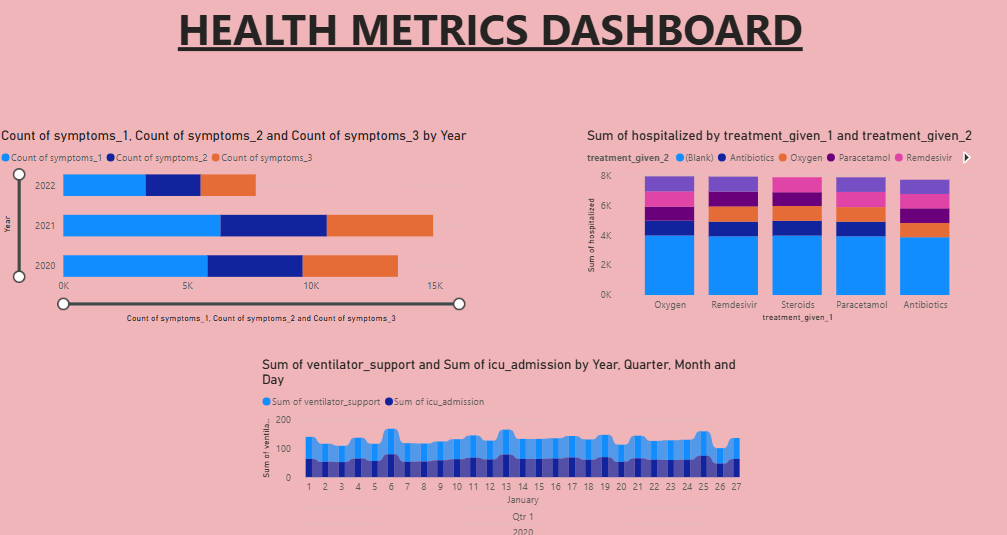 HEALTH METRICS DASHBOARD
Count of symptoms_1, Count of symptoms_2 and Count of symptoms_3 by Year
Count of symptoms_1 Count of symptoms_2 Count of symptoms_3
Year
2022
2021
2020
0K 5K 10K 15K
Count of symptoms_1, Count of symptoms_2 and Count of symptoms_3
Sum of hospitalized by treatment_given_1 and treatment_given_2
treatment_given_2 (Blank) Antibiotics Oxygen Paracetamol Remdesivir
Sum of hospitalized
8K
6K
4K
2K
0K
Oxygen Remdesivir Steroids Paracetamol Antibiotics
treatment_given_1
Sum of ventilator_support and Sum of icu_admission by Year, Quarter, Month and
Day
Sum of ventilator_support Sum of icu_admission
Sum of ventila...
200
100
0
1 2 3 4 5 6 7 8 9 10 11 12 13 14 15 16 17 18 19 20 21 22 23 24 25 26 27
January
Qtr 1
2020